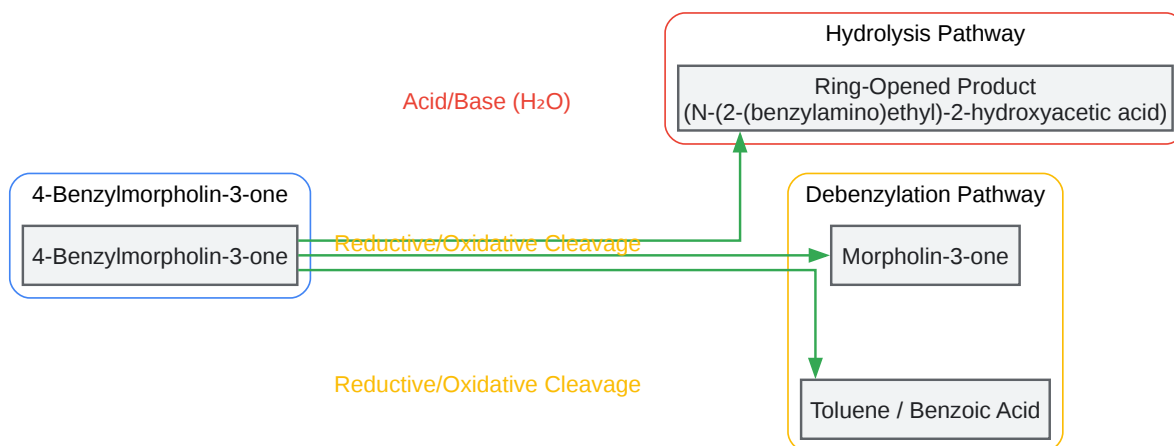 Hydrolysis Pathway
Ring-Opened Product
(N-(2-(benzylamino)ethyl)-2-hydroxyacetic acid)
Acid/Base (H₂O)
4-Benzylmorpholin-3-one
4-Benzylmorpholin-3-one
Reductive/Oxidative Cleavage
Debenzylation Pathway
Morpholin-3-one
Reductive/Oxidative Cleavage
Toluene / Benzoic Acid